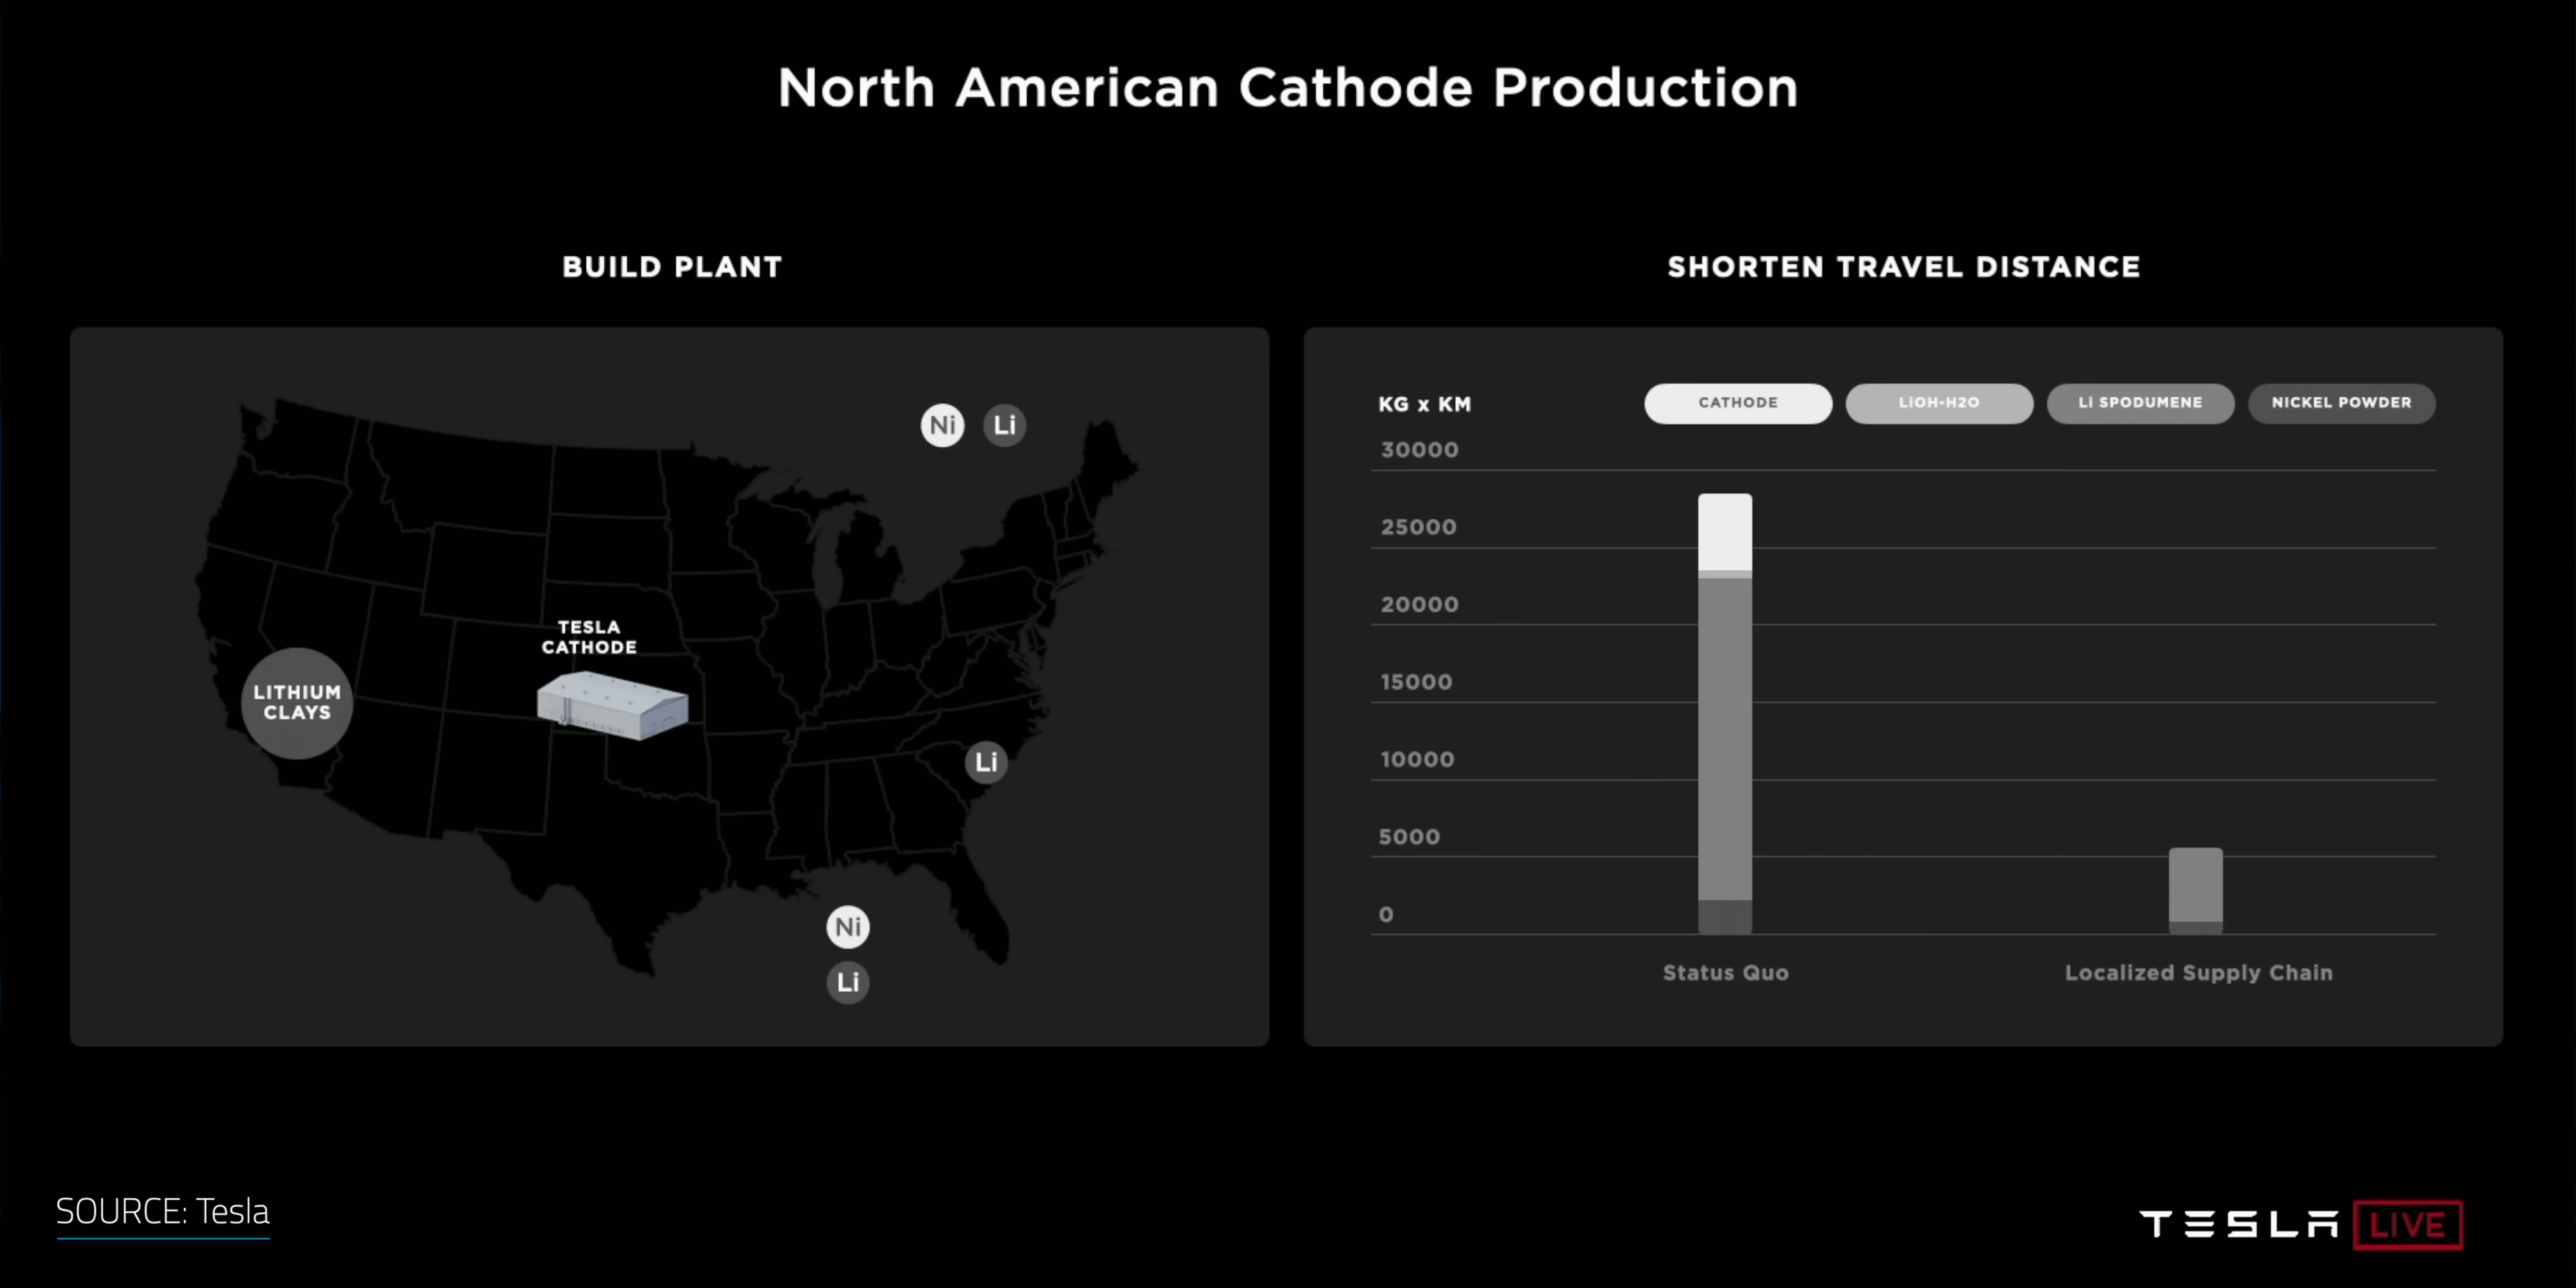 North American Cathode Production
BUILD PLANT
Ni
Li
TESLA
CATHODE
LITHIUM
CLAYS
Li
Ni
Li
SHORTEN TRAVEL DISTANCE
KG x KM
CATHODE
LiOH-H2O
Li SPODUMENE
NICKEL POWDER
30000
25000
20000
15000
10000
5000
0
Status Quo
Localized Supply Chain
SOURCE: Tesla
TESLA LIVE